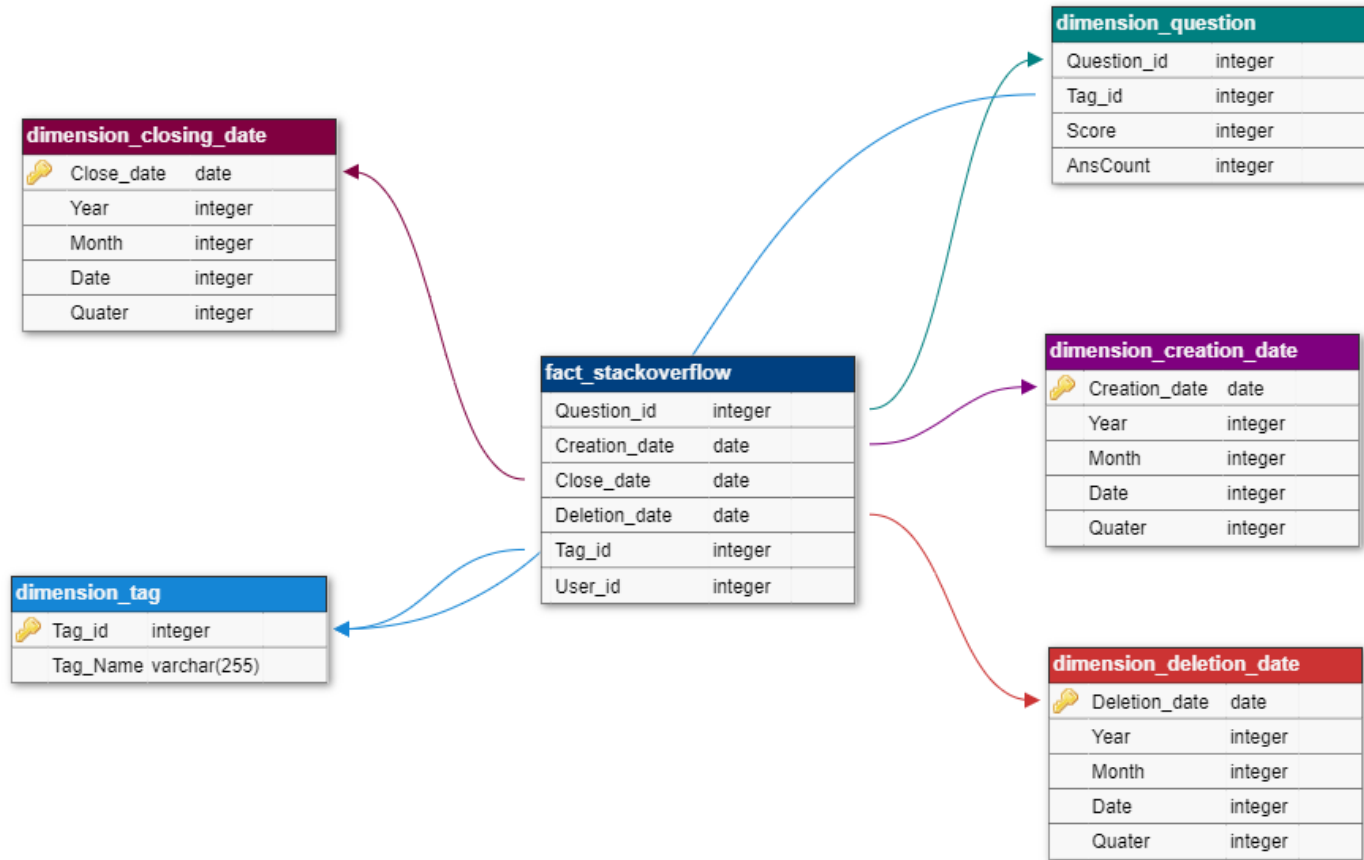 dimension_question
Question_id integer
Tag_id integer
Score integer
AnsCount integer
dimension_closing_date
Close_date date
Year integer
Month integer
Date integer
Quater integer
fact_stackoverflow
Question_id integer
Creation_date date
Close_date date
Deletion_date date
Tag_id integer
User_id integer
dimension_creation_date
Creation_date date
Year integer
Month integer
Date integer
Quater integer
dimension_tag
Tag_id integer
Tag_Name varchar(255)
dimension_deletion_date
Deletion_date date
Year integer
Month integer
Date integer
Quater integer